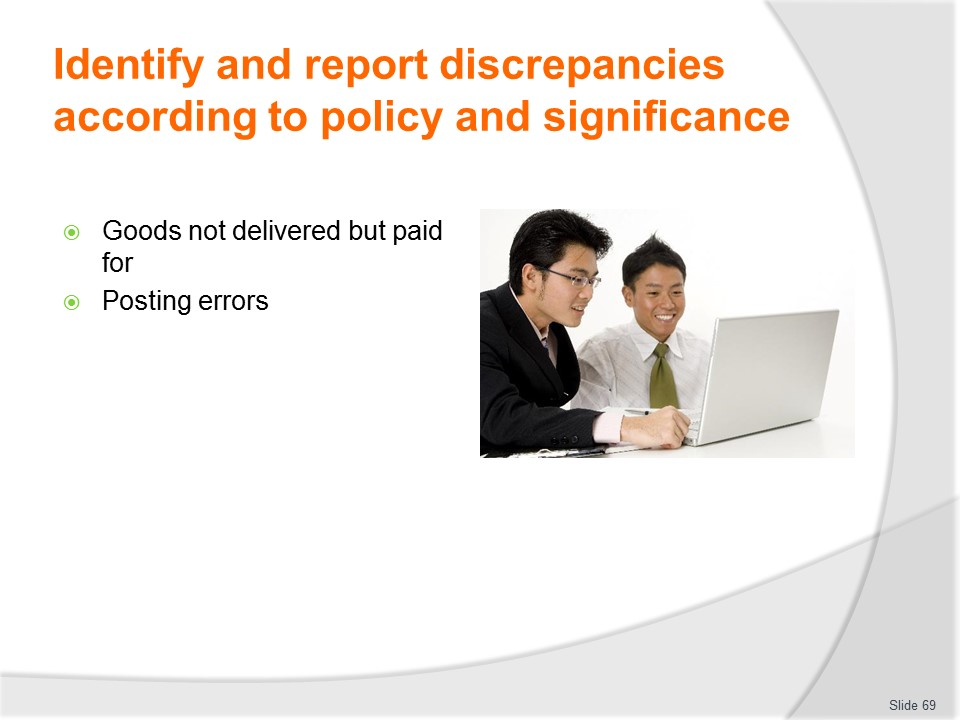 Identify and report discrepancies
according to policy and significance
Goods not delivered but paid
for
Posting errors
Slide 69